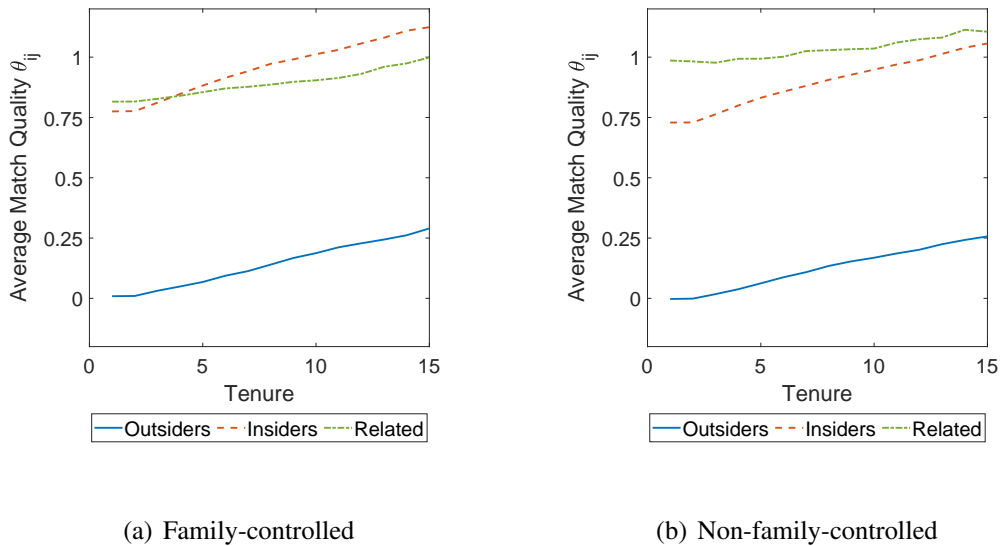 Average Match Quality θij
1
0.75
0.5
0.25
0
0 5 10 15
Tenure
Outsiders Insiders Related
(a) Family-controlled
Average Match Quality θij
1
0.75
0.5
0.25
0
0 5 10 15
Tenure
Outsiders Insiders Related
(b) Non-family-controlled